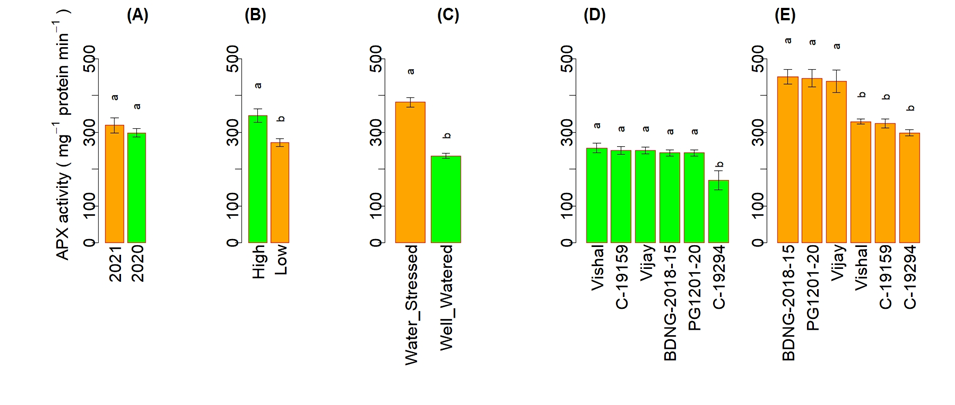 (A) (B) (C) (D) (E)
APX activity ( mg⁻¹ protein min⁻¹ )
0 100 300 500
a a
2021 2020
0 100 300 500
a b
High Low
0 100 300 500
a b
Water_Stressed Well_Watered
0 100 300 500
a a a a a b
Vishal C-19159 Vijay BDNG-2018-15 PG1201-20 C-19294
0 100 300 500
a a a b b b
BDNG-2018-15 PG1201-20 Vijay Vishal C-19159 C-19294